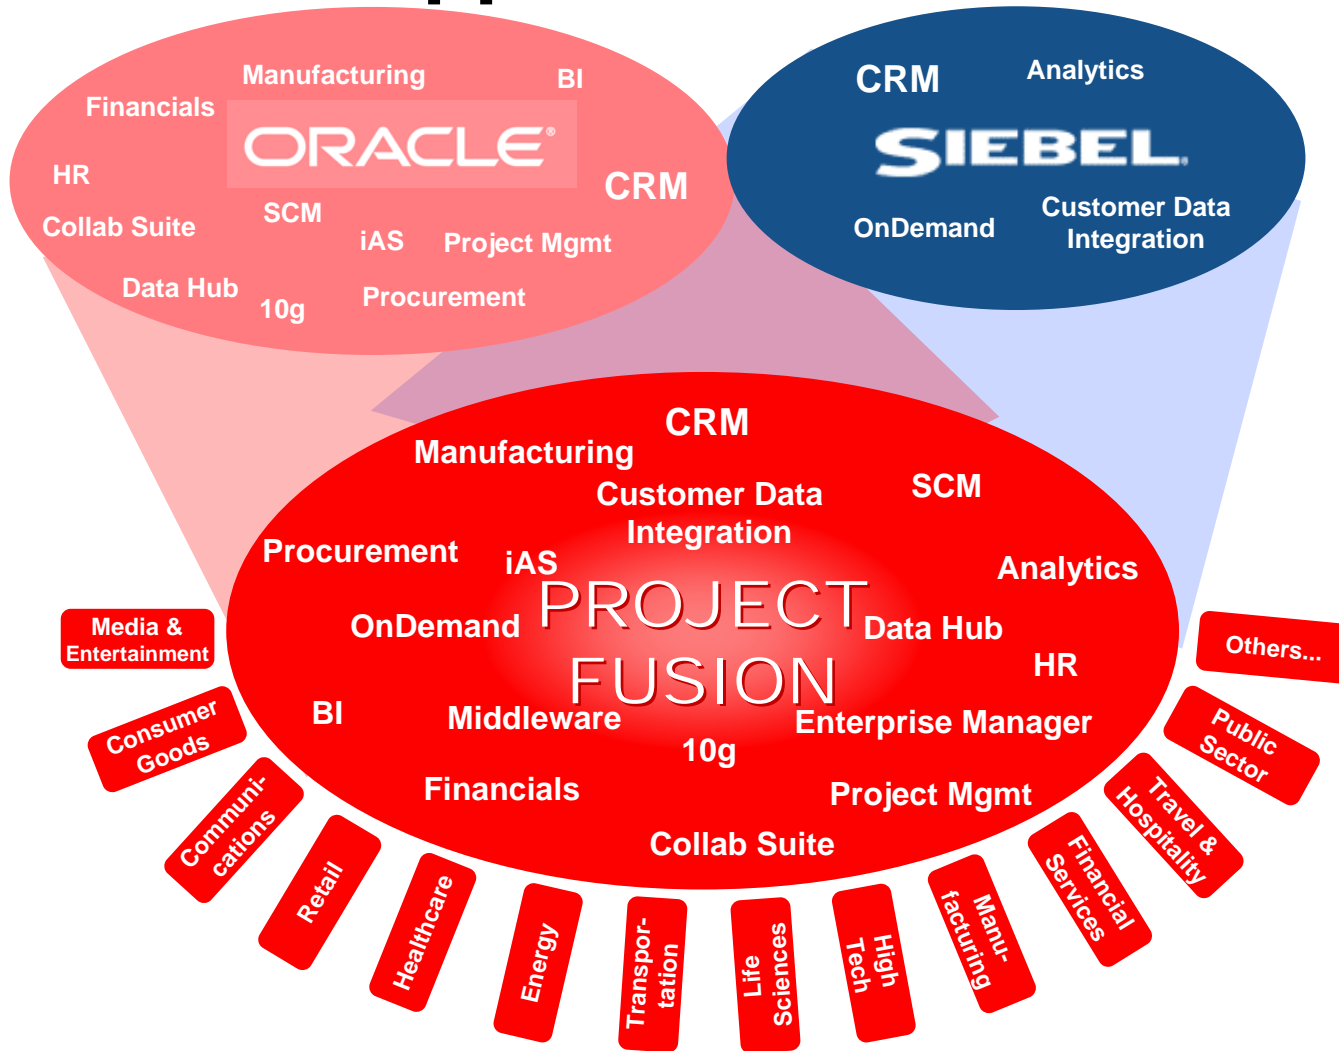 Manufacturing
BI
Financials
ORACLE®
HR
CRM
SCM
Collab Suite
iAS
Project Mgmt
Data Hub
10g
Procurement
CRM
Analytics
SIEBEL.
OnDemand
Customer Data
Integration
CRM
Manufacturing
SCM
Customer Data
Integration
Procurement
iAS
Analytics
PROJECT
FUSION
OnDemand
Data Hub
HR
BI
Middleware
Enterprise Manager
10g
Financials
Project Mgmt
Collab Suite
Media &
Entertainment
Consumer
Goods
Communi-
cations
Retail
Healthcare
Energy
Transpor-
tation
Life
Sciences
High
Tech
Manu-
facturing
Financial
Services
Travel &
Hospitality
Public
Sector
Others...